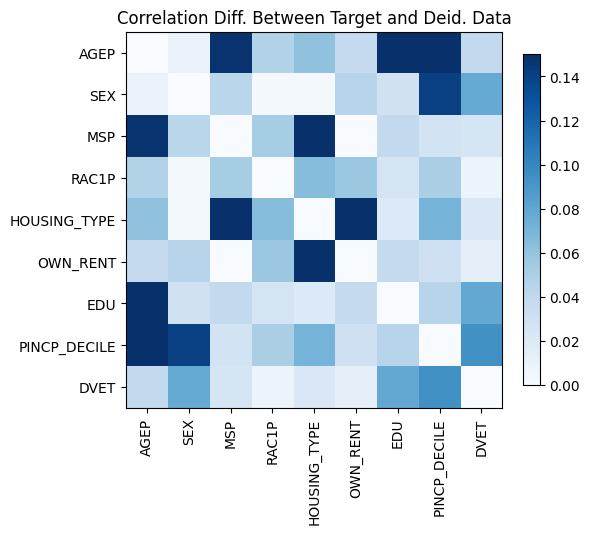 Correlation Diff. Between Target and Deid. Data
AGEP
SEX
MSP
RAC1P
HOUSING_TYPE
OWN_RENT
EDU
PINCP_DECILE
DVET
AGEP
SEX
MSP
RAC1P
HOUSING_TYPE
OWN_RENT
EDU
PINCP_DECILE
DVET
0.14
0.12
0.10
0.08
0.06
0.04
0.02
0.00